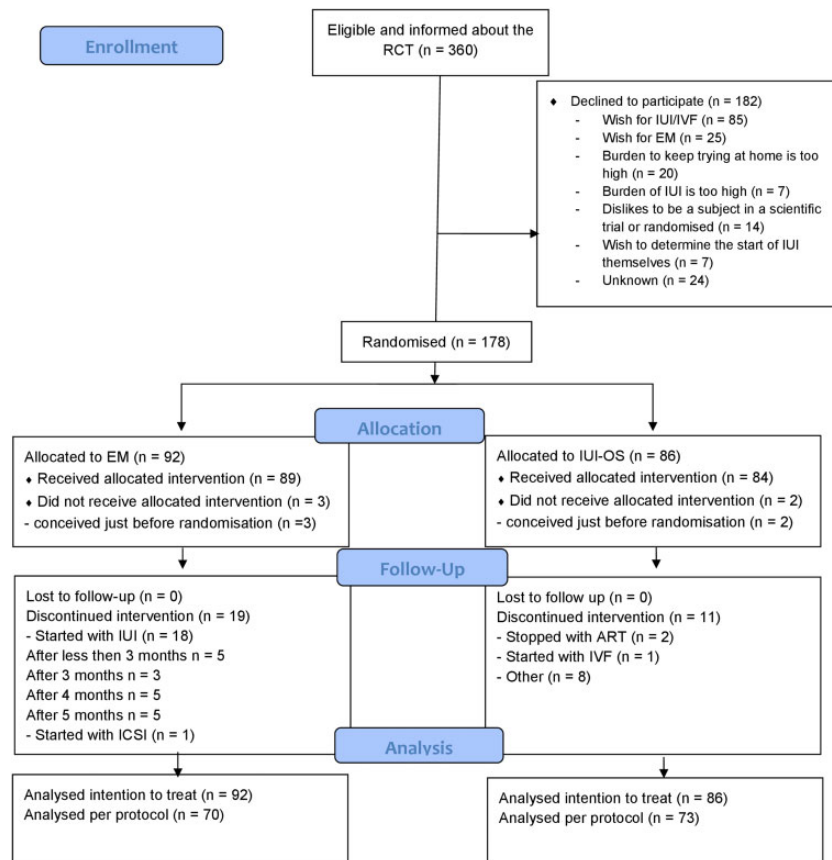 Enrollment
Eligible and informed about the
RCT (n = 360)
♦ Declined to participate (n = 182)
- Wish for IUI/IVF (n = 85)
- Wish for EM (n = 25)
- Burden to keep trying at home is too
high (n = 20)
- Burden of IUI is too high (n = 7)
- Dislikes to be a subject in a scientific
trial or randomised (n = 14)
- Wish to determine the start of IUI
themselves (n = 7)
- Unknown (n = 24)
Randomised (n = 178)
Allocation
Allocated to EM (n = 92)
♦ Received allocated intervention (n = 89)
♦ Did not receive allocated intervention (n = 3)
- conceived just before randomisation (n =3)
Allocated to IUI-OS (n = 86)
♦ Received allocated intervention (n = 84)
♦ Did not receive allocated intervention (n = 2)
- conceived just before randomisation (n = 2)
Follow-Up
Lost to follow-up (n = 0)
Discontinued intervention (n = 19)
- Started with IUI (n = 18)
After less then 3 months n = 5
After 3 months n = 3
After 4 months n = 5
After 5 months n = 5
- Started with ICSI (n = 1)
Lost to follow up (n = 0)
Discontinued intervention (n = 11)
- Stopped with ART (n = 2)
- Started with IVF (n = 1)
- Other (n = 8)
Analysis
Analysed intention to treat (n = 92)
Analysed per protocol (n = 70)
Analysed intention to treat (n = 86)
Analysed per protocol (n = 73)